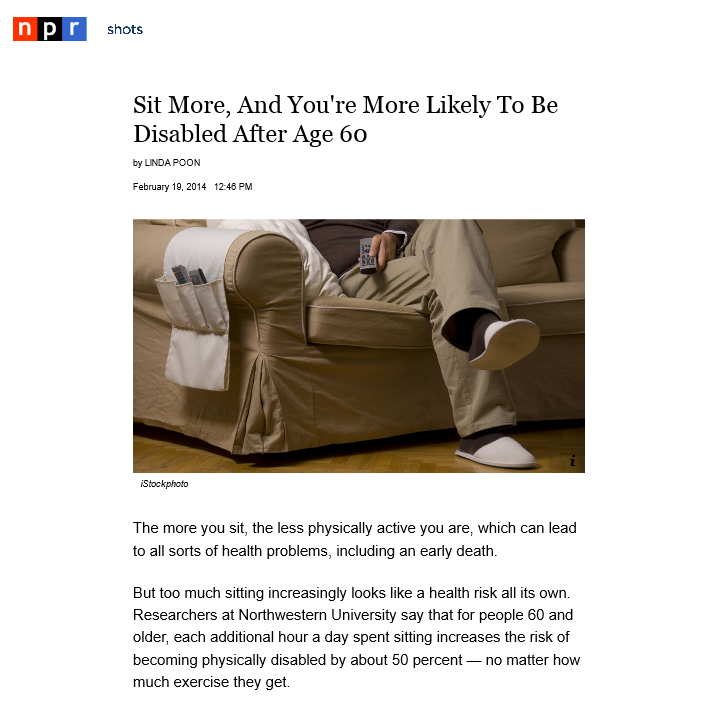 npr shots
Sit More, And You're More Likely To Be
Disabled After Age 60
by LINDA POON
February 19, 2014 12:46 PM
i
iStockphoto
The more you sit, the less physically active you are, which can lead
to all sorts of health problems, including an early death.
But too much sitting increasingly looks like a health risk all its own.
Researchers at Northwestern University say that for people 60 and
older, each additional hour a day spent sitting increases the risk of
becoming physically disabled by about 50 percent — no matter how
much exercise they get.